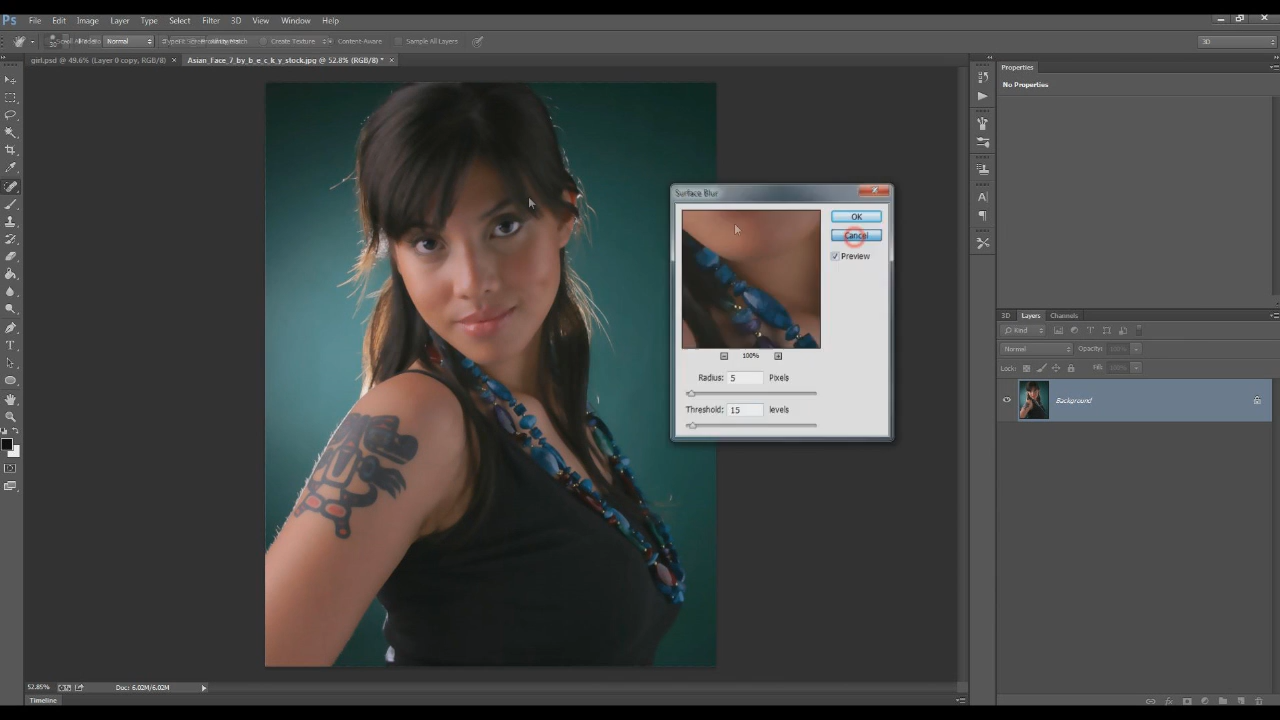 Ps File Edit Image Layer Type Select Filter 3D View Window Help
30 Normal Create Texture Content-Aware Sample All Layers 3D
girl.psd @ 49.6% (Layer 0 copy, RGB/8) × Asian_Face_7_by_b_e_c_k_y_stock.jpg @ 52.8% (RGB/8) * ×
Properties
No Properties
Surface Blur
OK
Cancel
Preview
100%
Radius: 5 Pixels
Threshold: 15 levels
3D Layers Channels
Kind
Normal Opacity: 100%
Lock: Fill: 100%
Background
52.85% Doc: 6.02M/6.02M
Timeline